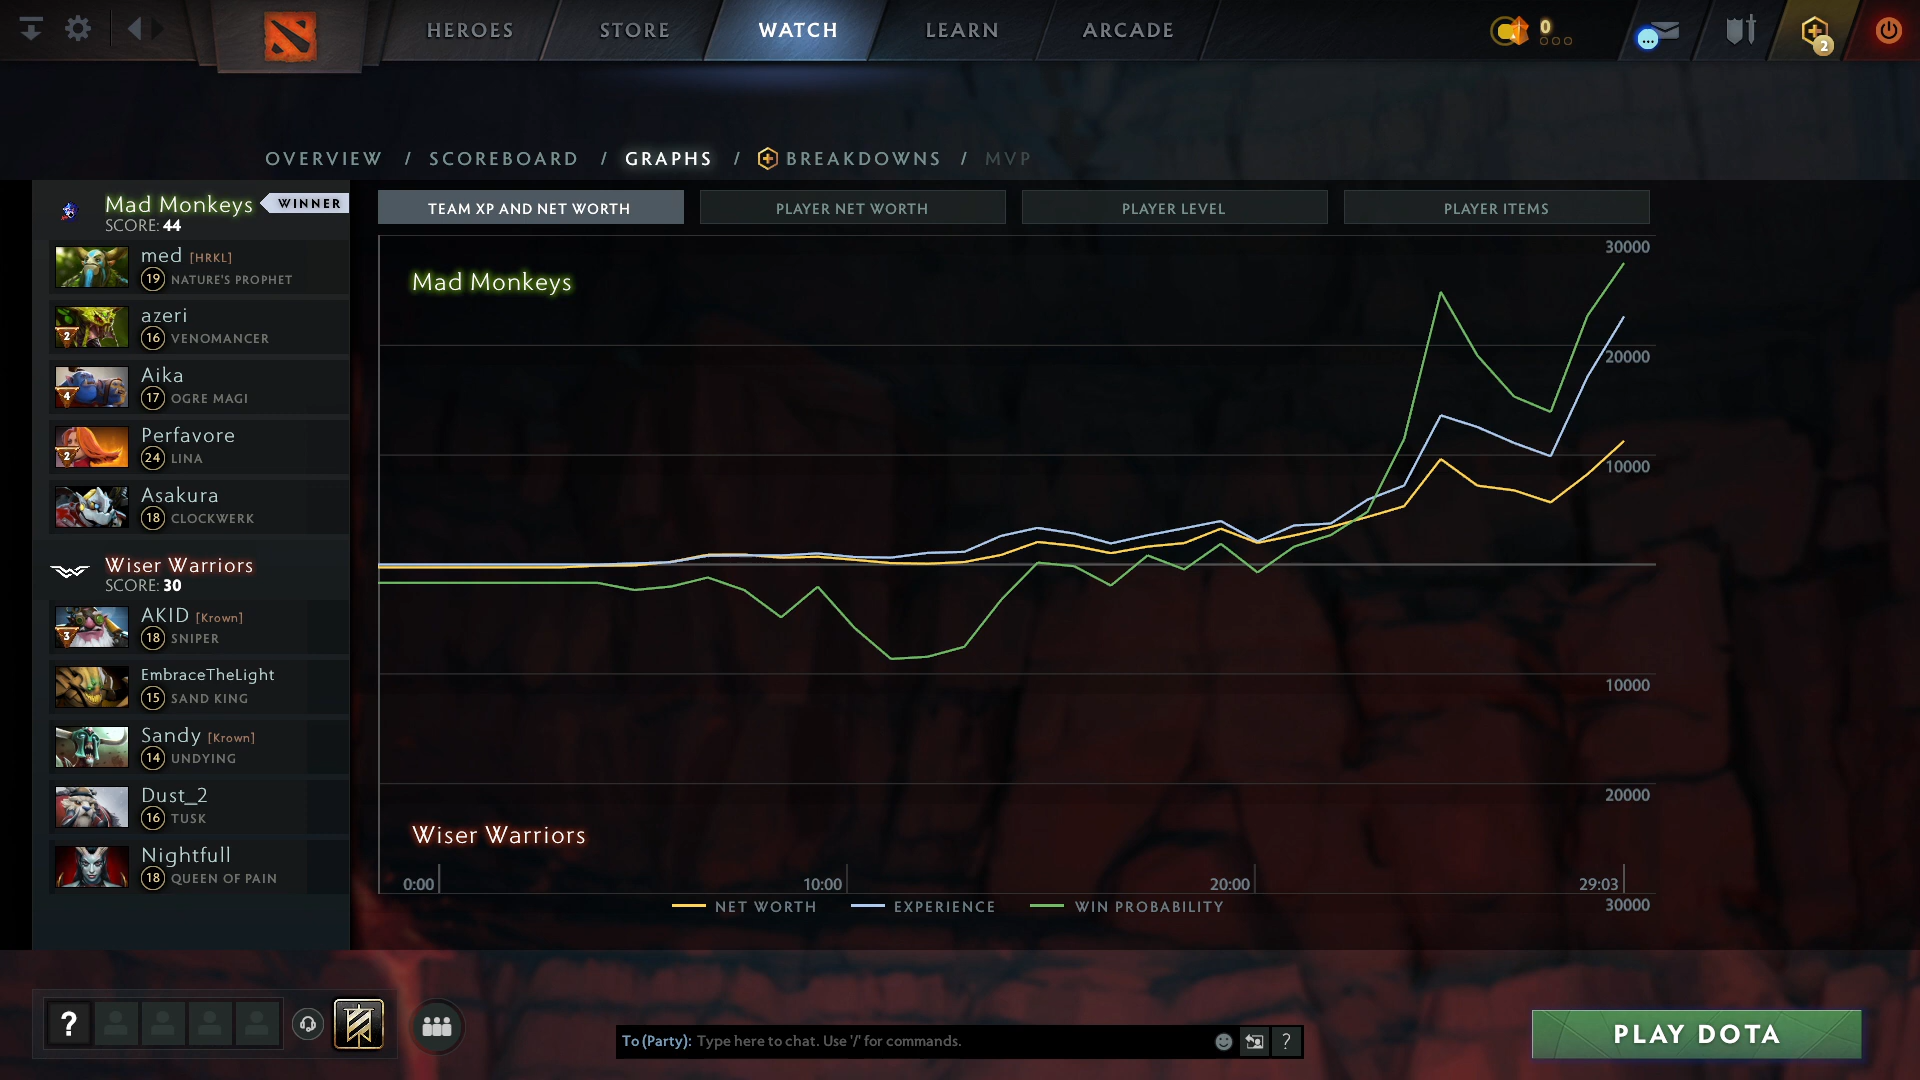 HEROES
STORE
WATCH
LEARN
ARCADE
0
2
OVERVIEW / SCOREBOARD / GRAPHS / BREAKDOWNS / MVP
Mad Monkeys
WINNER
SCORE: 44
med [HRKL]
19 NATURE'S PROPHET
azeri
2
16 VENOMANCER
Aika
4
17 OGRE MAGI
Perfavore
2
24 LINA
Asakura
18 CLOCKWERK
Wiser Warriors
SCORE: 30
AKID [Krown]
3
18 SNIPER
EmbraceTheLight
15 SAND KING
Sandy [Krown]
14 UNDYING
Dust_2
16 TUSK
Nightfull
18 QUEEN OF PAIN
TEAM XP AND NET WORTH
PLAYER NET WORTH
PLAYER LEVEL
PLAYER ITEMS
30000
Mad Monkeys
20000
10000
10000
20000
Wiser Warriors
0:00
10:00
20:00
29:03
30000
NET WORTH
EXPERIENCE
WIN PROBABILITY
?
To (Party): Type here to chat. Use '/' for commands.
?
PLAY DOTA